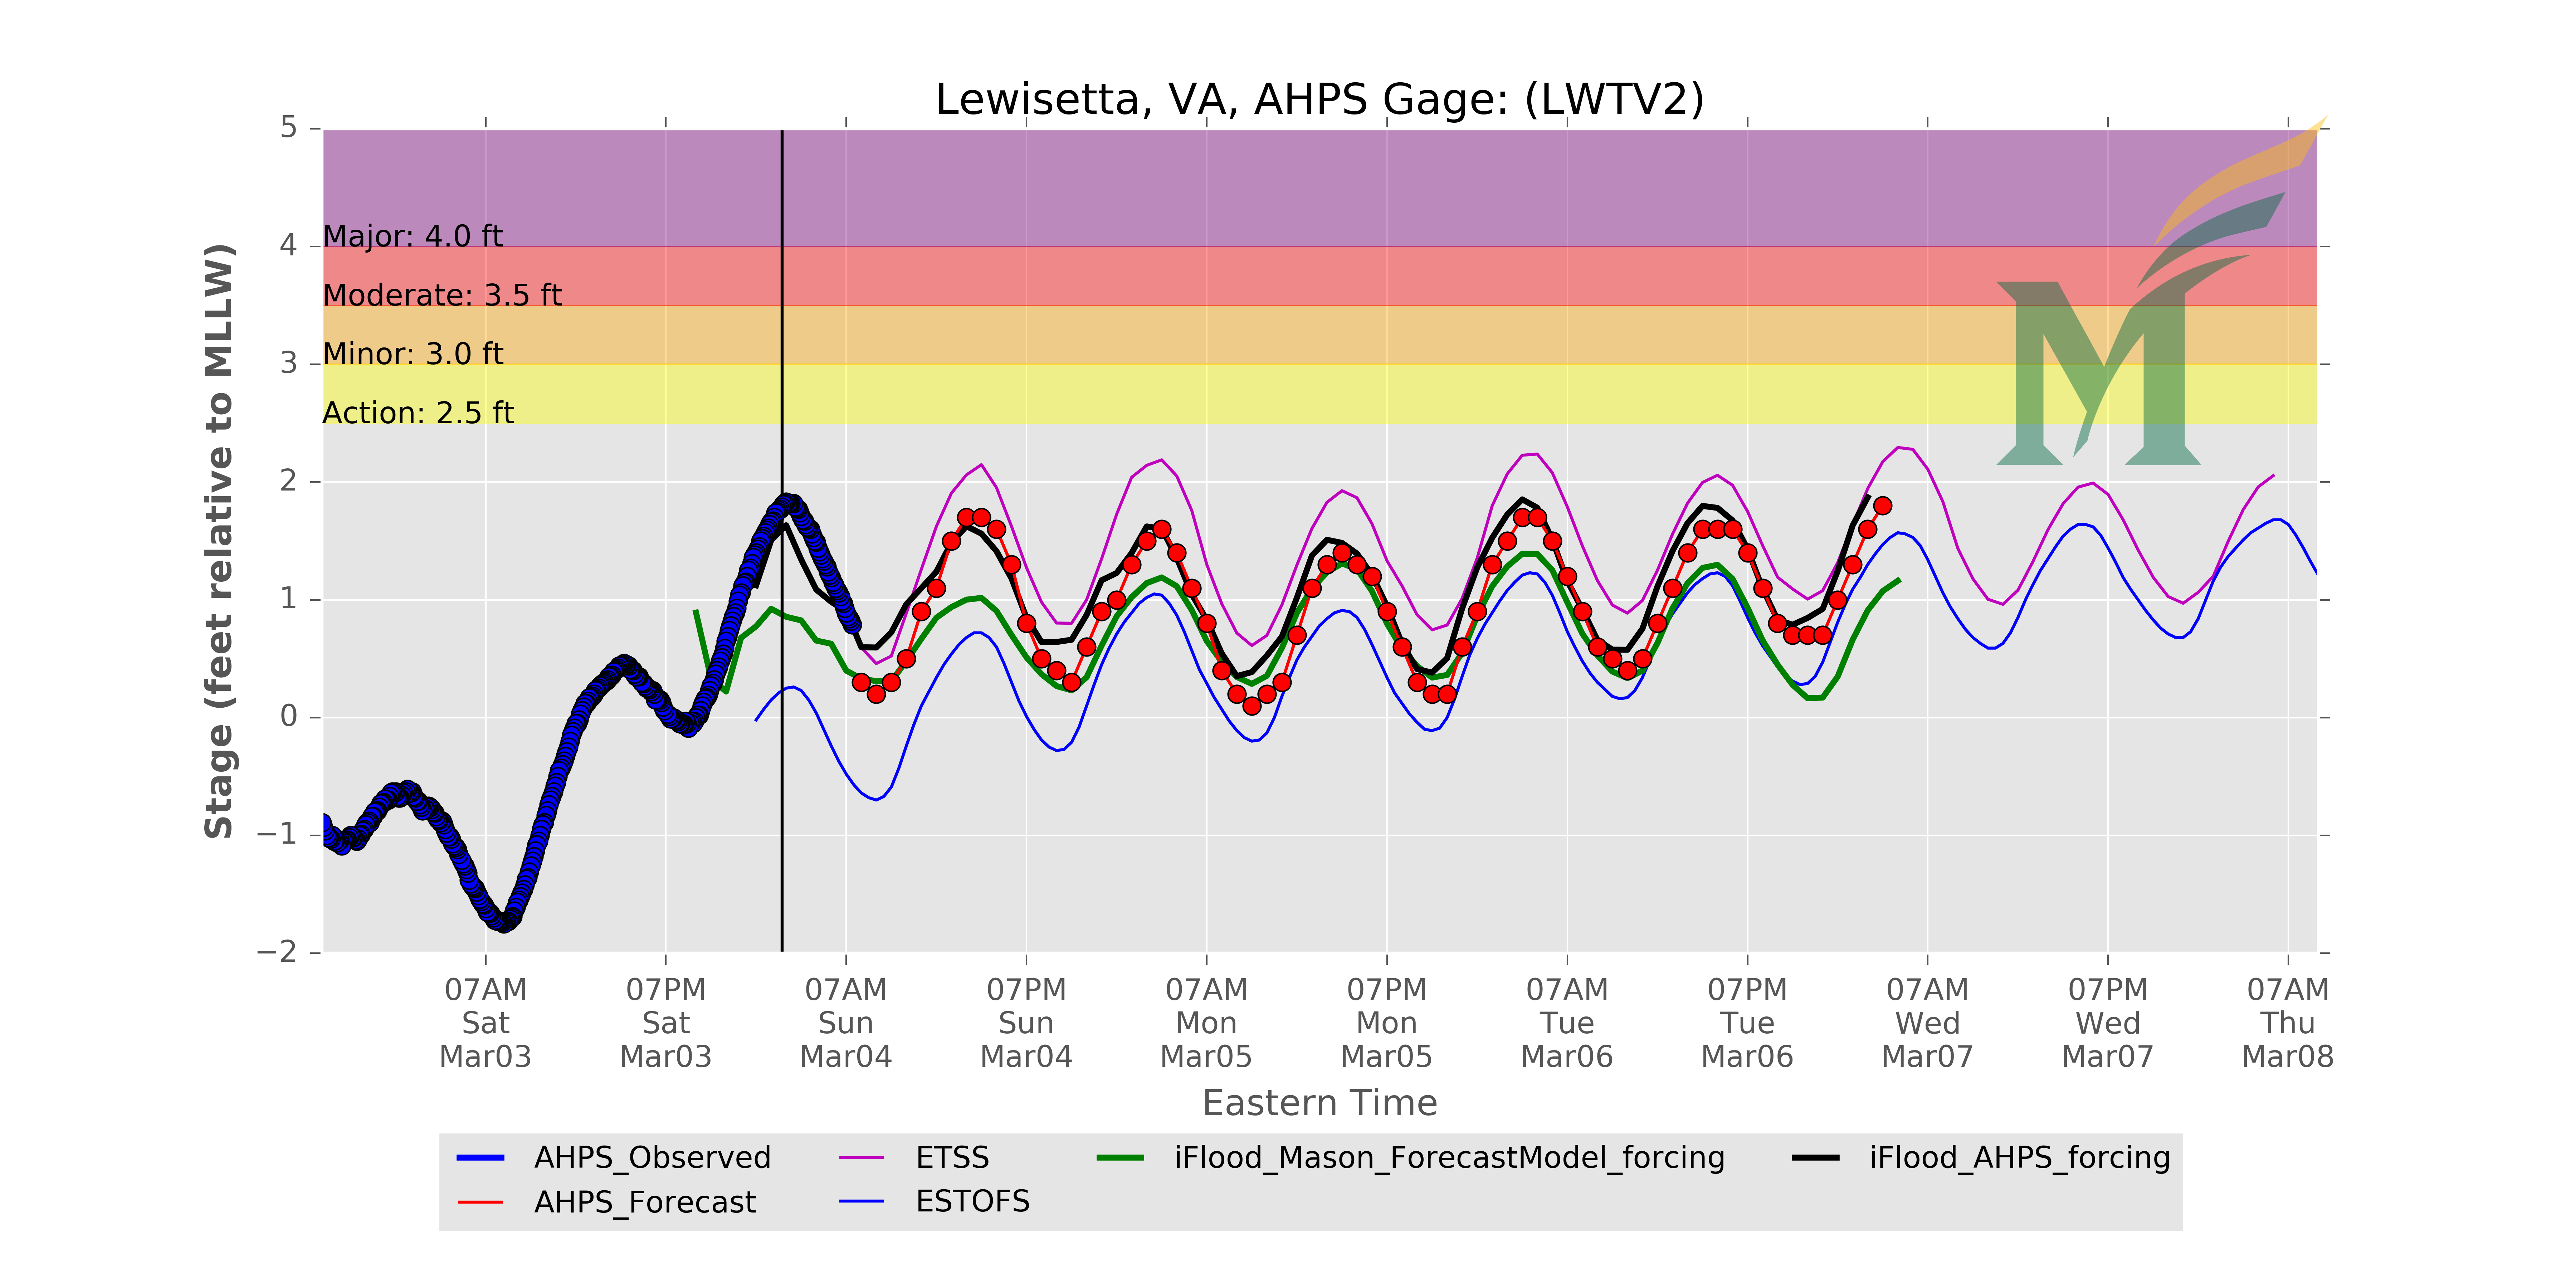 Lewisetta, VA, AHPS Gage: (LWTV2)
Stage (feet relative to MLLW)
5
4
3
2
1
0
−1
−2
Major: 4.0 ft
Moderate: 3.5 ft
Minor: 3.0 ft
Action: 2.5 ft
M
07AM 07PM 07AM 07PM 07AM 07PM 07AM 07PM 07AM 07PM 07AM
Sat Sat Sun Sun Mon Mon Tue Tue Wed Wed Thu
Mar03 Mar03 Mar04 Mar04 Mar05 Mar05 Mar06 Mar06 Mar07 Mar07 Mar08
Eastern Time
AHPS_Observed ETSS iFlood_Mason_ForecastModel_forcing iFlood_AHPS_forcing
AHPS_Forecast ESTOFS